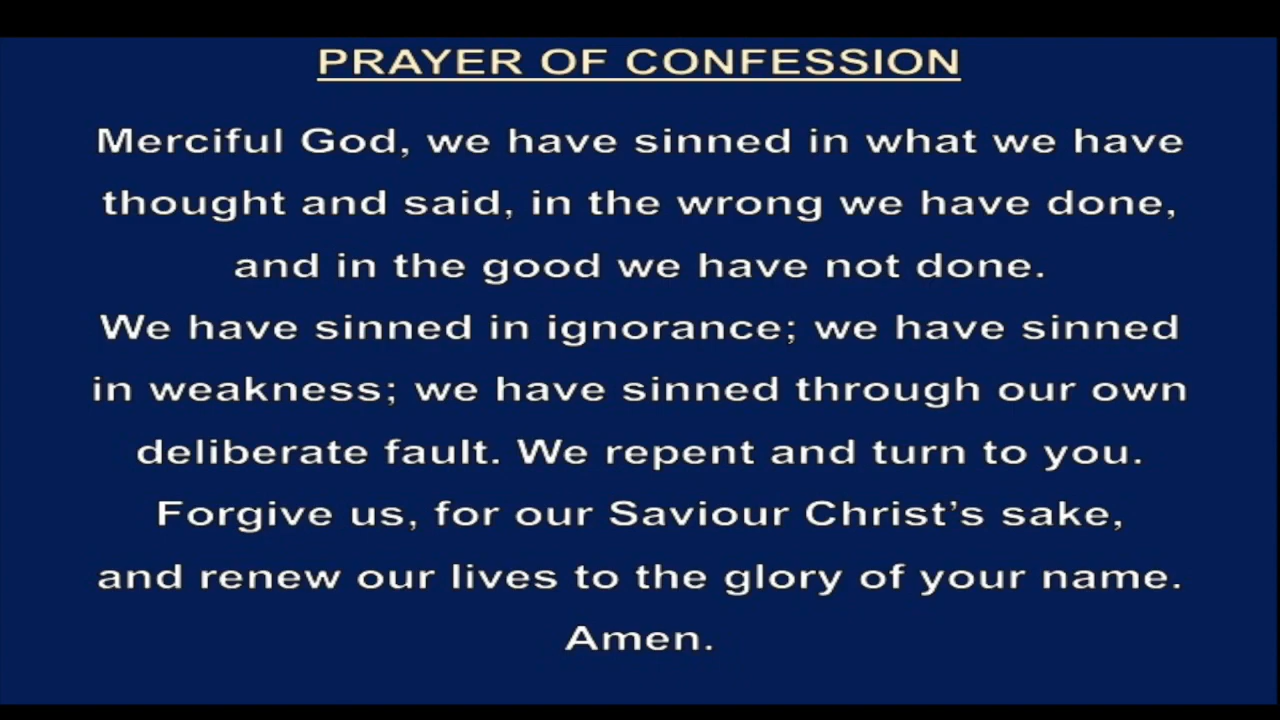 PRAYER OF CONFESSION
Merciful God, we have sinned in what we have
thought and said, in the wrong we have done,
and in the good we have not done.
We have sinned in ignorance; we have sinned
in weakness; we have sinned through our own
deliberate fault. We repent and turn to you.
Forgive us, for our Saviour Christ’s sake,
and renew our lives to the glory of your name.
Amen.